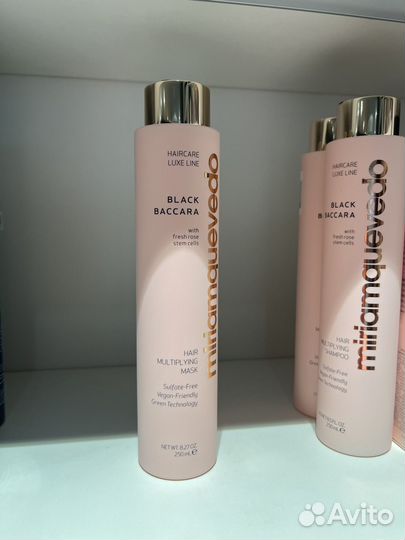 HAIRCARE
LUXE LINE
BLACK
BACCARA
with
fresh rose
stem cells
miriamquevedo
HAIR
MULTIPLYING
MASK
Sulfate-Free
Vegan-Friendly
Green Technology
NET WT. 8.27 OZ.
250 mL ℮
HAIRCARE
LUXE LINE
BLACK
BACCARA
with
fresh rose
stem cells
miriamquevedo
HAIR
MULTIPLYING
SHAMPOO
Sulfate-Free
Vegan-Friendly
Green Technology
250 mL ℮
Avito